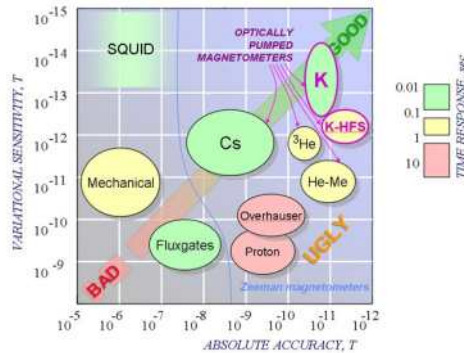 VARIATIONAL SENSITIVITY, T
10-15
10-14
10-13
10-12
10-11
10-10
10-9
SQUID
OPTICALLY
PUMPED
MAGNETOMETERS
GOOD
K
K-HFS
Cs
3He
He-Me
Mechanical
Overhauser
Fluxgates
Proton
UGLY
BAD
Zeeman magnetometers
10-5
10-6
10-7
10-8
10-9
10-10
10-11
10-12
ABSOLUTE ACCURACY, T
0.01
1
10
TIME RESPONSE, sec